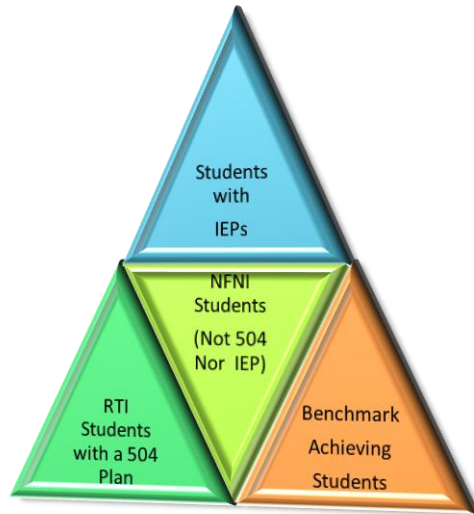 Students
with
IEPs
NFNI
Students
(Not 504
Nor IEP)
RTI
Students
with a 504
Plan
Benchmark
Achieving
Students